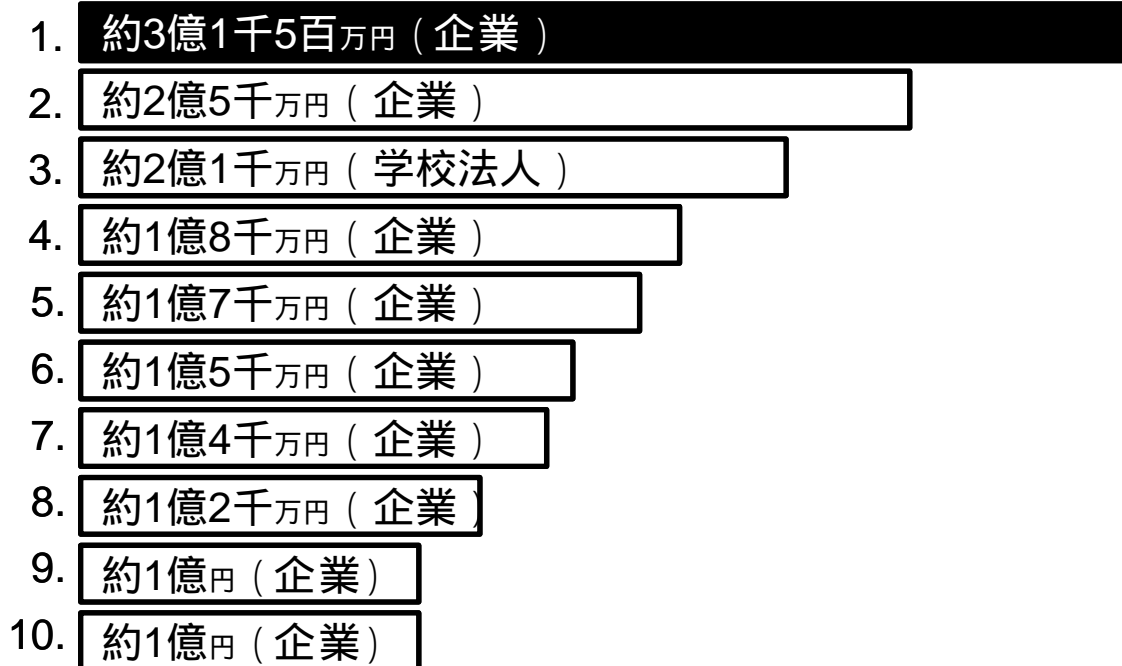 1. 約3億1千5百万円（企業）
2. 約2億5千万円（企業）
3. 約2億1千万円（学校法人）
4. 約1億8千万円（企業）
5. 約1億7千万円（企業）
6. 約1億5千万円（企業）
7. 約1億4千万円（企業）
8. 約1億2千万円（企業）
9. 約1億円（企業）
10. 約1億円（企業）